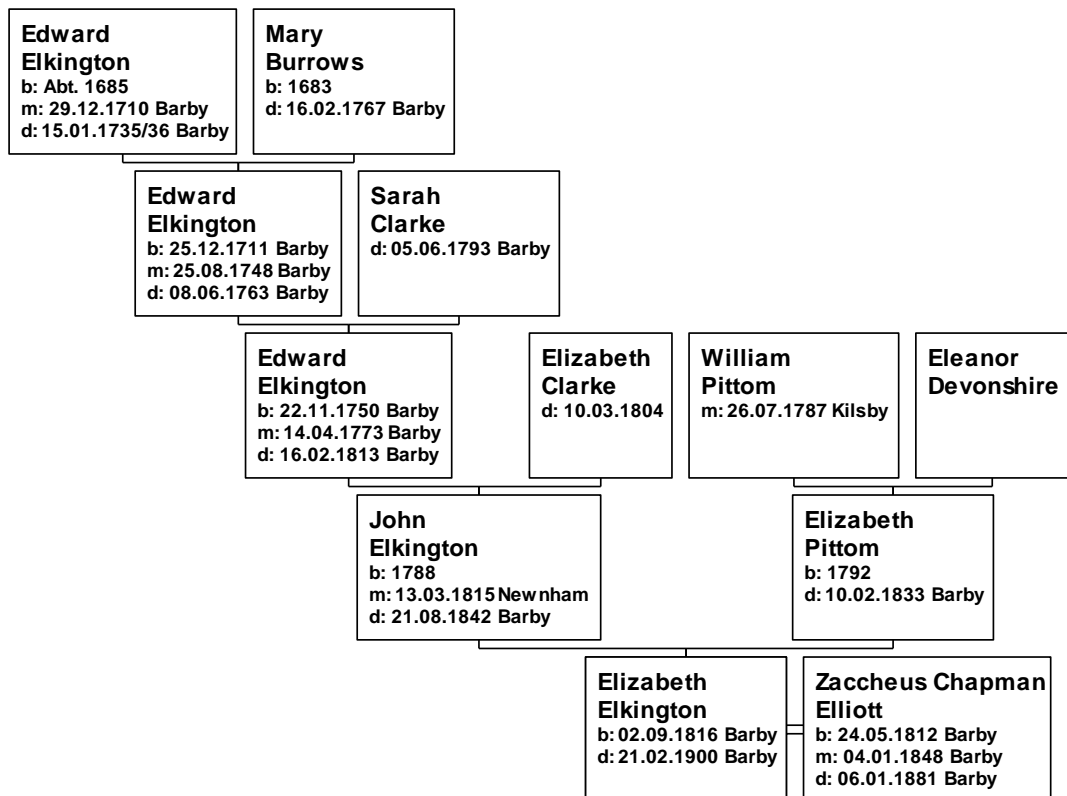 Edward
Elkington
b: Abt. 1685
m: 29.12.1710 Barby
d: 15.01.1735/36 Barby
Mary
Burrows
b: 1683
d: 16.02.1767 Barby
Edward
Elkington
b: 25.12.1711 Barby
m: 25.08.1748 Barby
d: 08.06.1763 Barby
Sarah
Clarke
d: 05.06.1793 Barby
Edward
Elkington
b: 22.11.1750 Barby
m: 14.04.1773 Barby
d: 16.02.1813 Barby
Elizabeth
Clarke
d: 10.03.1804
William
Pittom
m: 26.07.1787 Kilsby
Eleanor
Devonshire
John
Elkington
b: 1788
m: 13.03.1815 Newnham
d: 21.08.1842 Barby
Elizabeth
Pittom
b: 1792
d: 10.02.1833 Barby
Elizabeth
Elkington
b: 02.09.1816 Barby
d: 21.02.1900 Barby
Zaccheus Chapman
Elliott
b: 24.05.1812 Barby
m: 04.01.1848 Barby
d: 06.01.1881 Barby